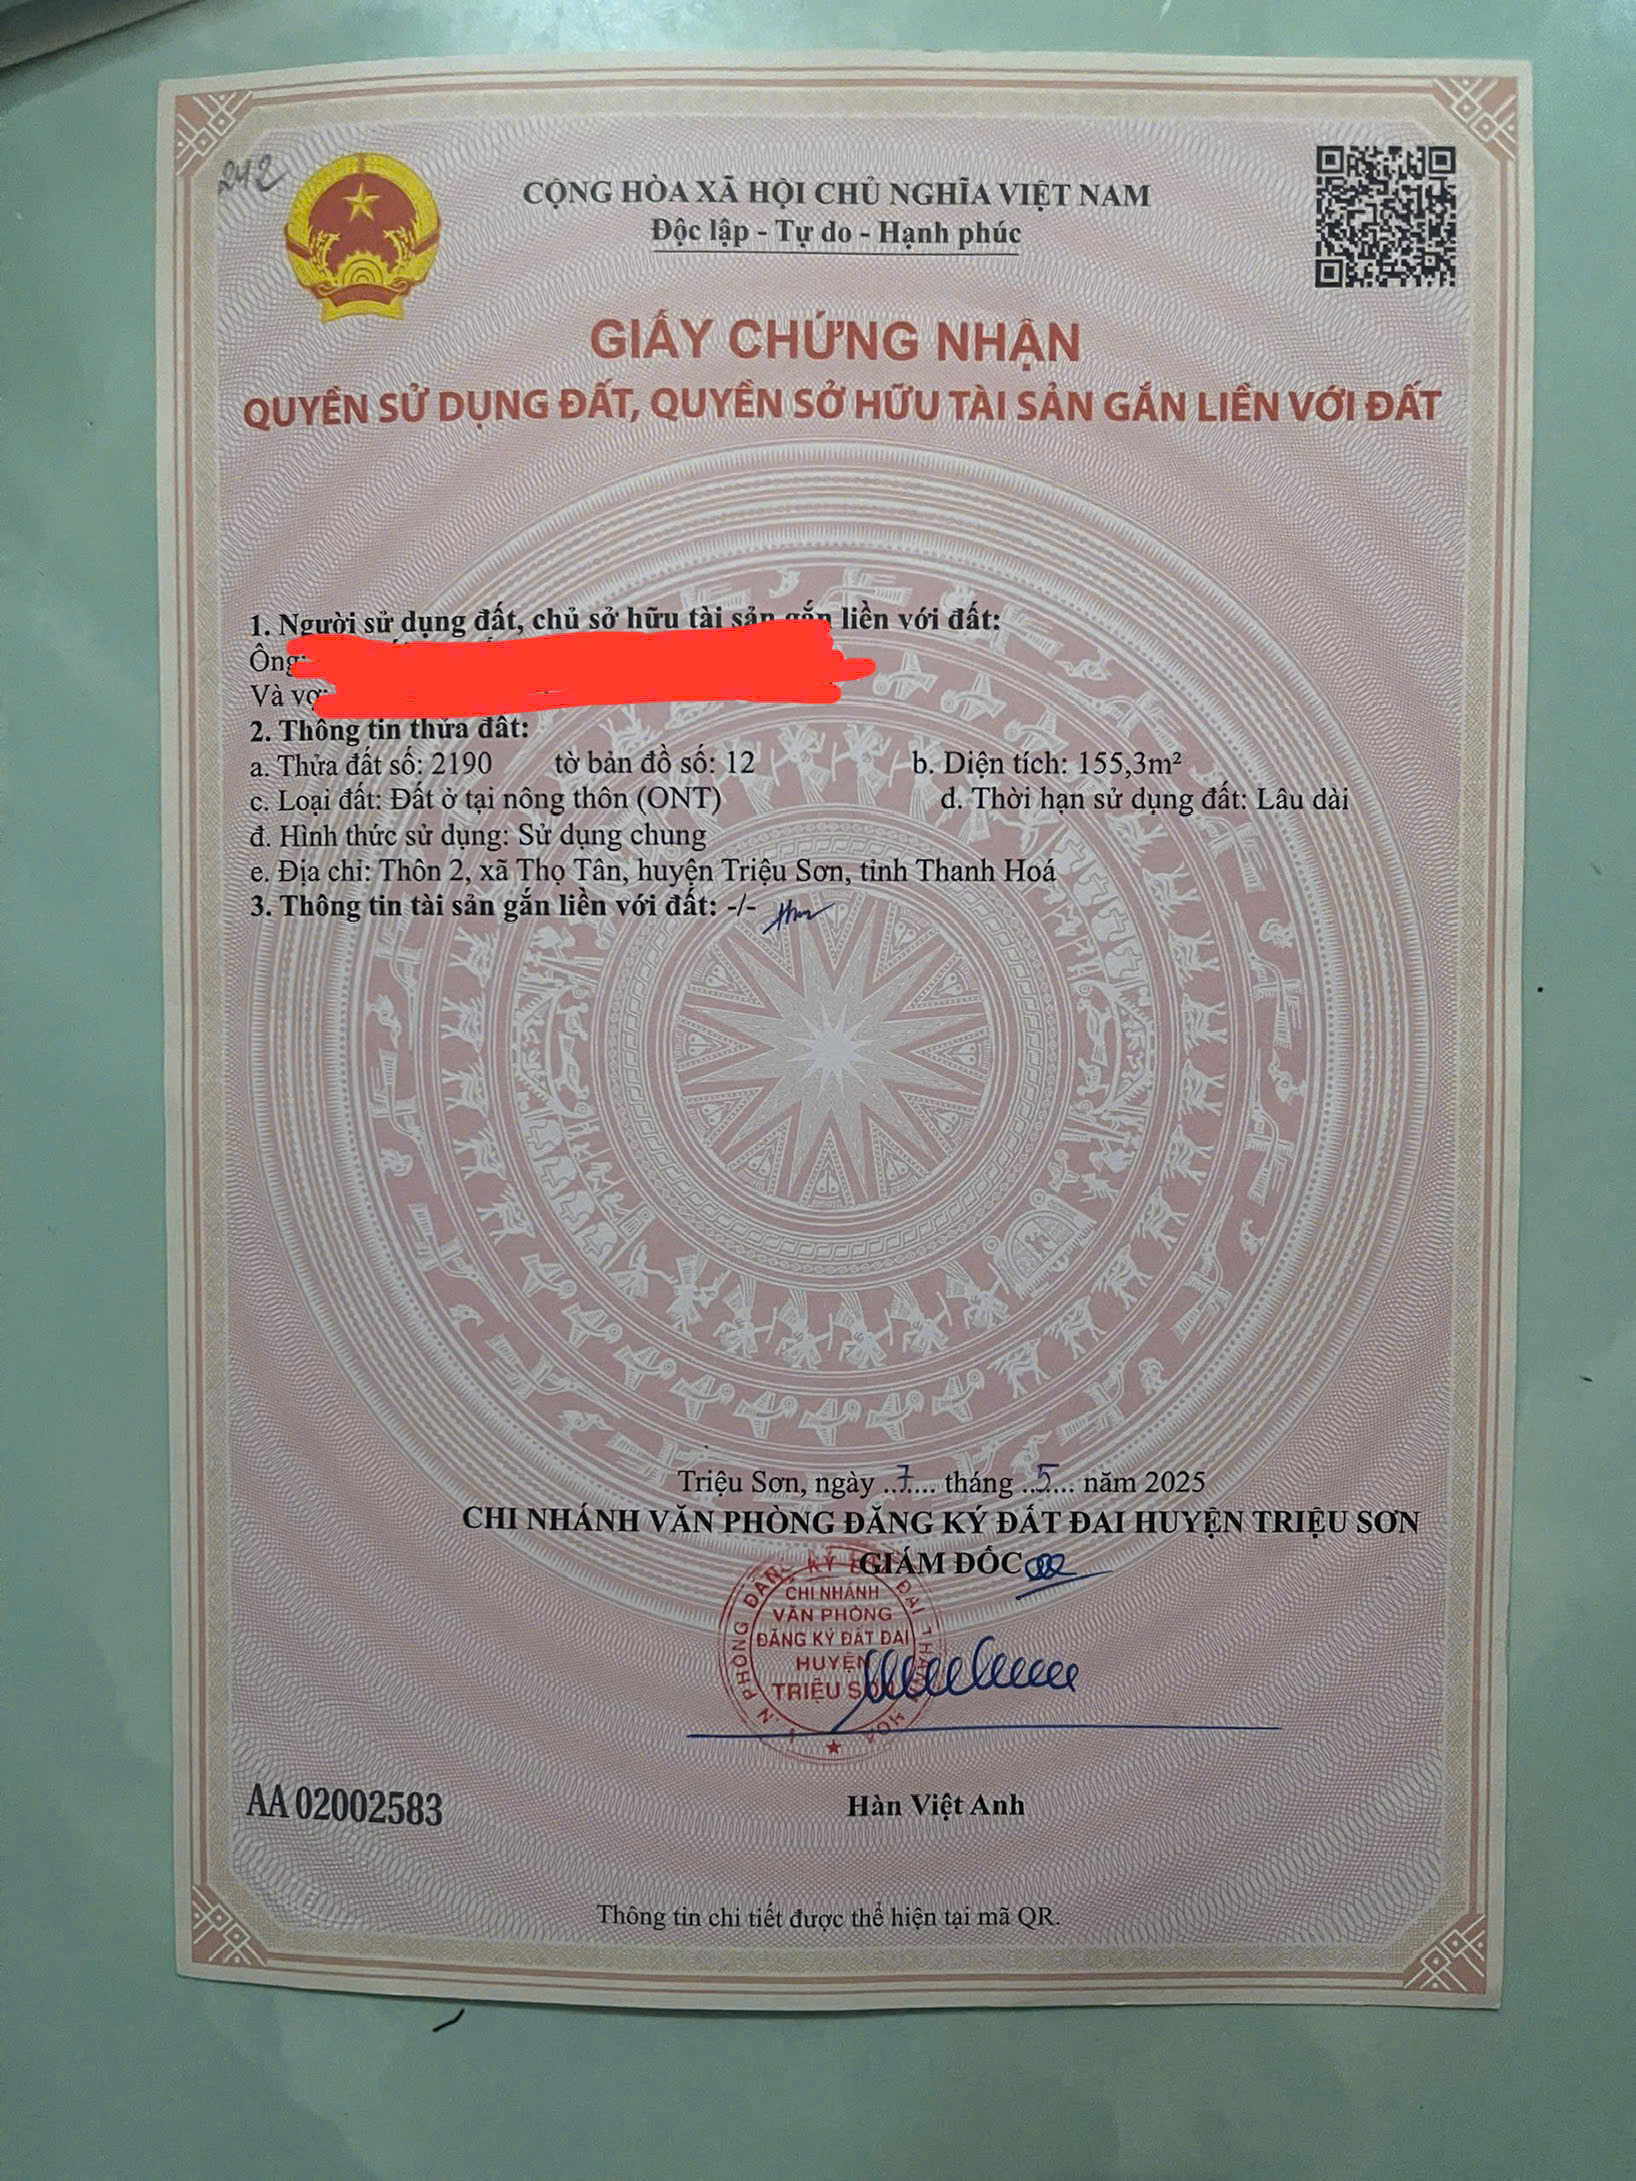 242
CỘNG HÒA XÃ HỘI CHỦ NGHĨA VIỆT NAM
Độc lập - Tự do - Hạnh phúc
GIẤY CHỨNG NHẬN
QUYỀN SỬ DỤNG ĐẤT, QUYỀN SỞ HỮU TÀI SẢN GẮN LIỀN VỚI ĐẤT
1. Người sử dụng đất, chủ sở hữu tài sản gắn liền với đất:
Ông:
Và vợ:
2. Thông tin thửa đất:
a. Thửa đất số: 2190 tờ bản đồ số: 12 b. Diện tích: 155,3m²
c. Loại đất: Đất ở tại nông thôn (ONT) d. Thời hạn sử dụng đất: Lâu dài
đ. Hình thức sử dụng: Sử dụng chung
e. Địa chỉ: Thôn 2, xã Thọ Tân, huyện Triệu Sơn, tỉnh Thanh Hoá
3. Thông tin tài sản gắn liền với đất: -/-
Triệu Sơn, ngày ..7.... tháng ..5.... năm 2025
CHI NHÁNH VĂN PHÒNG ĐĂNG KÝ ĐẤT ĐAI HUYỆN TRIỆU SƠN
GIÁM ĐỐC
CHI NHÁNH
VĂN PHÒNG
ĐĂNG KÝ ĐẤT ĐAI
HUYỆN
TRIỆU SƠN
AA 02002583
Hàn Việt Anh
Thông tin chi tiết được thể hiện tại mã QR.